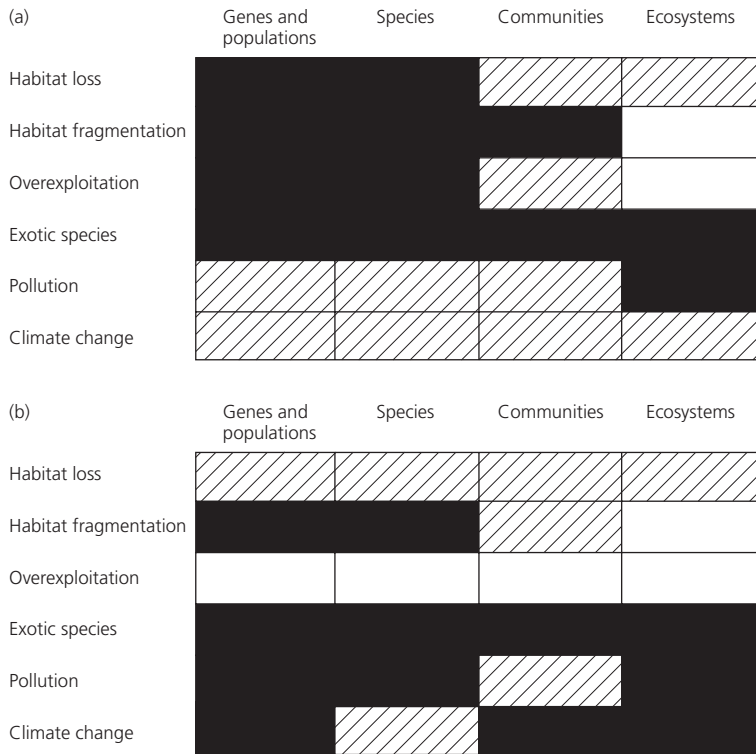 (a)
Genes and
populations
Species
Communities
Ecosystems
Habitat loss
Habitat fragmentation
Overexploitation
Exotic species
Pollution
Climate change
(b)
Genes and
populations
Species
Communities
Ecosystems
Habitat loss
Habitat fragmentation
Overexploitation
Exotic species
Pollution
Climate change